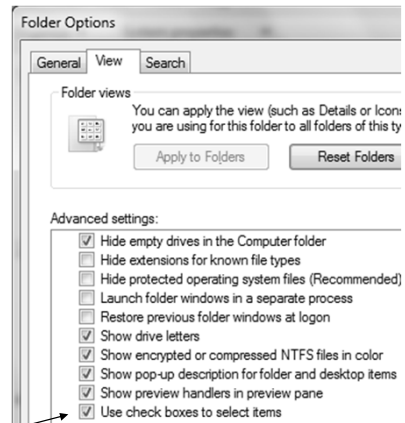 Folder Options
General View Search
Folder views
You can apply the view (such as Details or Icons
you are using for this folder to all folders of this ty
Apply to Folders Reset Folders
Advanced settings:
Hide empty drives in the Computer folder
Hide extensions for known file types
Hide protected operating system files (Recommended)
Launch folder windows in a separate process
Restore previous folder windows at logon
Show drive letters
Show encrypted or compressed NTFS files in color
Show pop-up description for folder and desktop items
Show preview handlers in preview pane
Use check boxes to select items